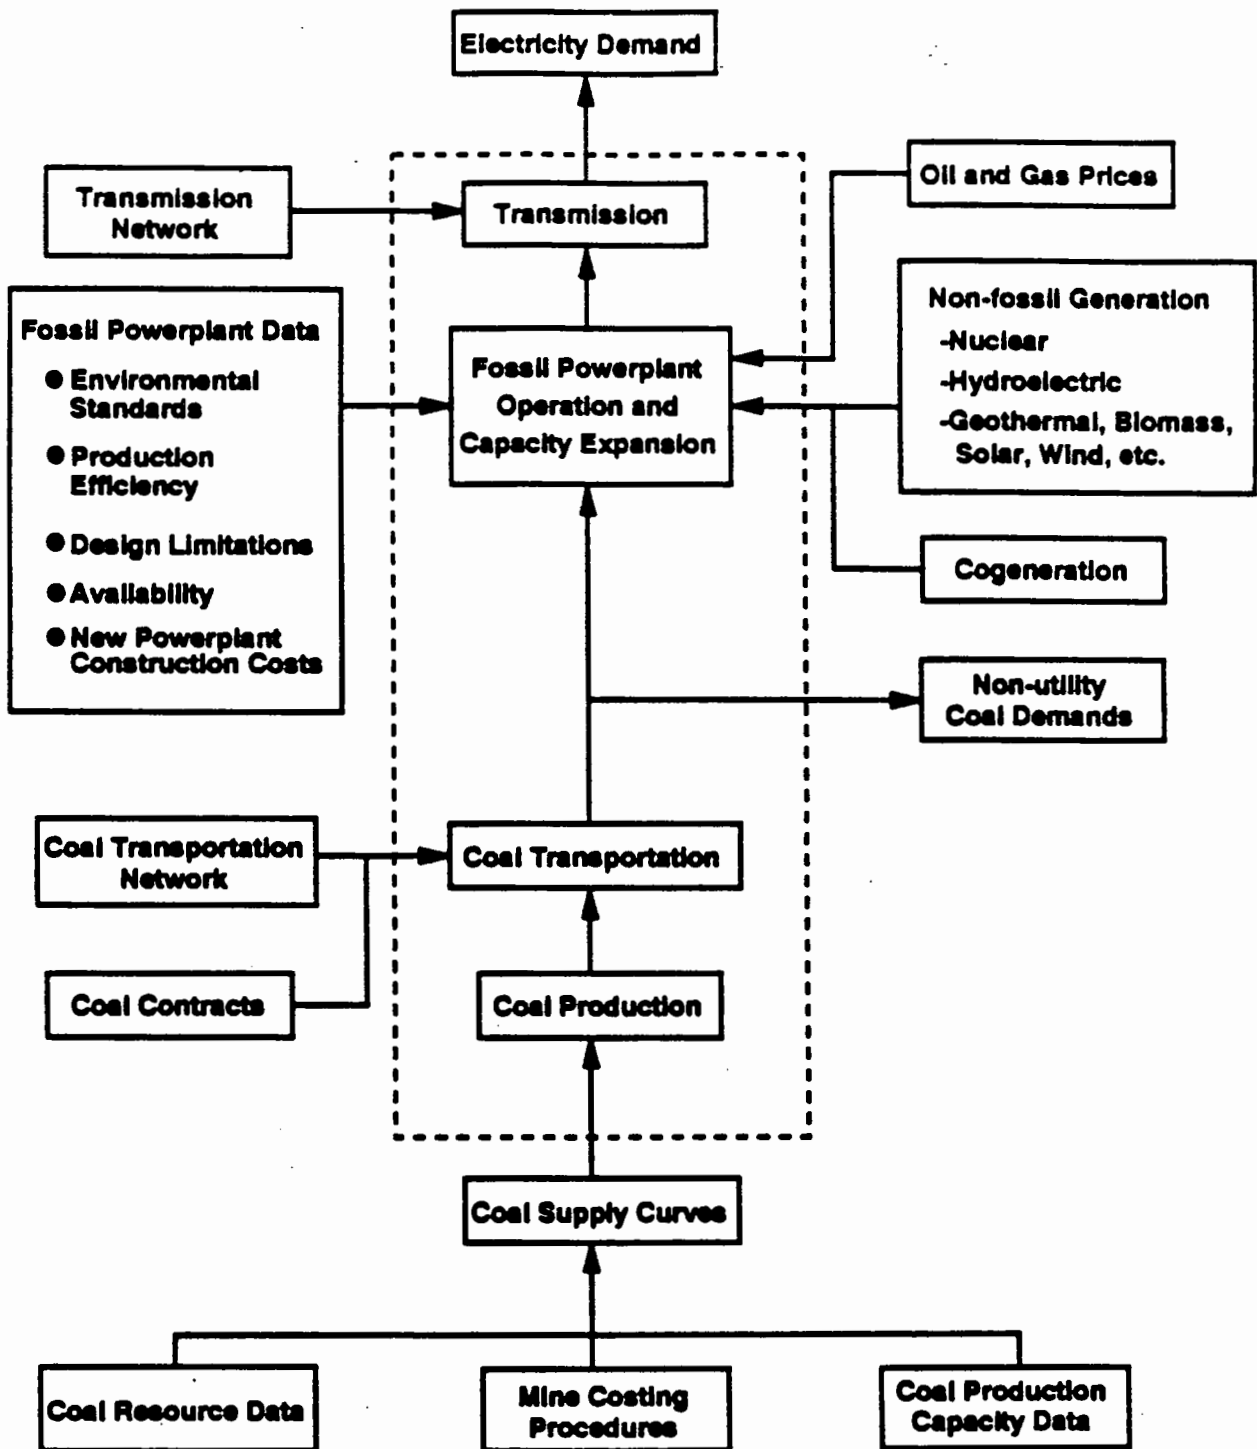 Electricity Demand
Transmission
Network
Transmission
Oil and Gas Prices
Fossil Powerplant Data
● Environmental
Standards
● Production
Efficiency
● Design Limitations
● Availability
● New Powerplant
Construction Costs
Fossil Powerplant
Operation and
Capacity Expansion
Non-fossil Generation
-Nuclear
-Hydroelectric
-Geothermal, Biomass,
Solar, Wind, etc.
Cogeneration
Non-utility
Coal Demands
Coal Transportation
Network
Coal Transportation
Coal Contracts
Coal Production
Coal Supply Curves
Coal Resource Data
Mine Costing
Procedures
Coal Production
Capacity Data